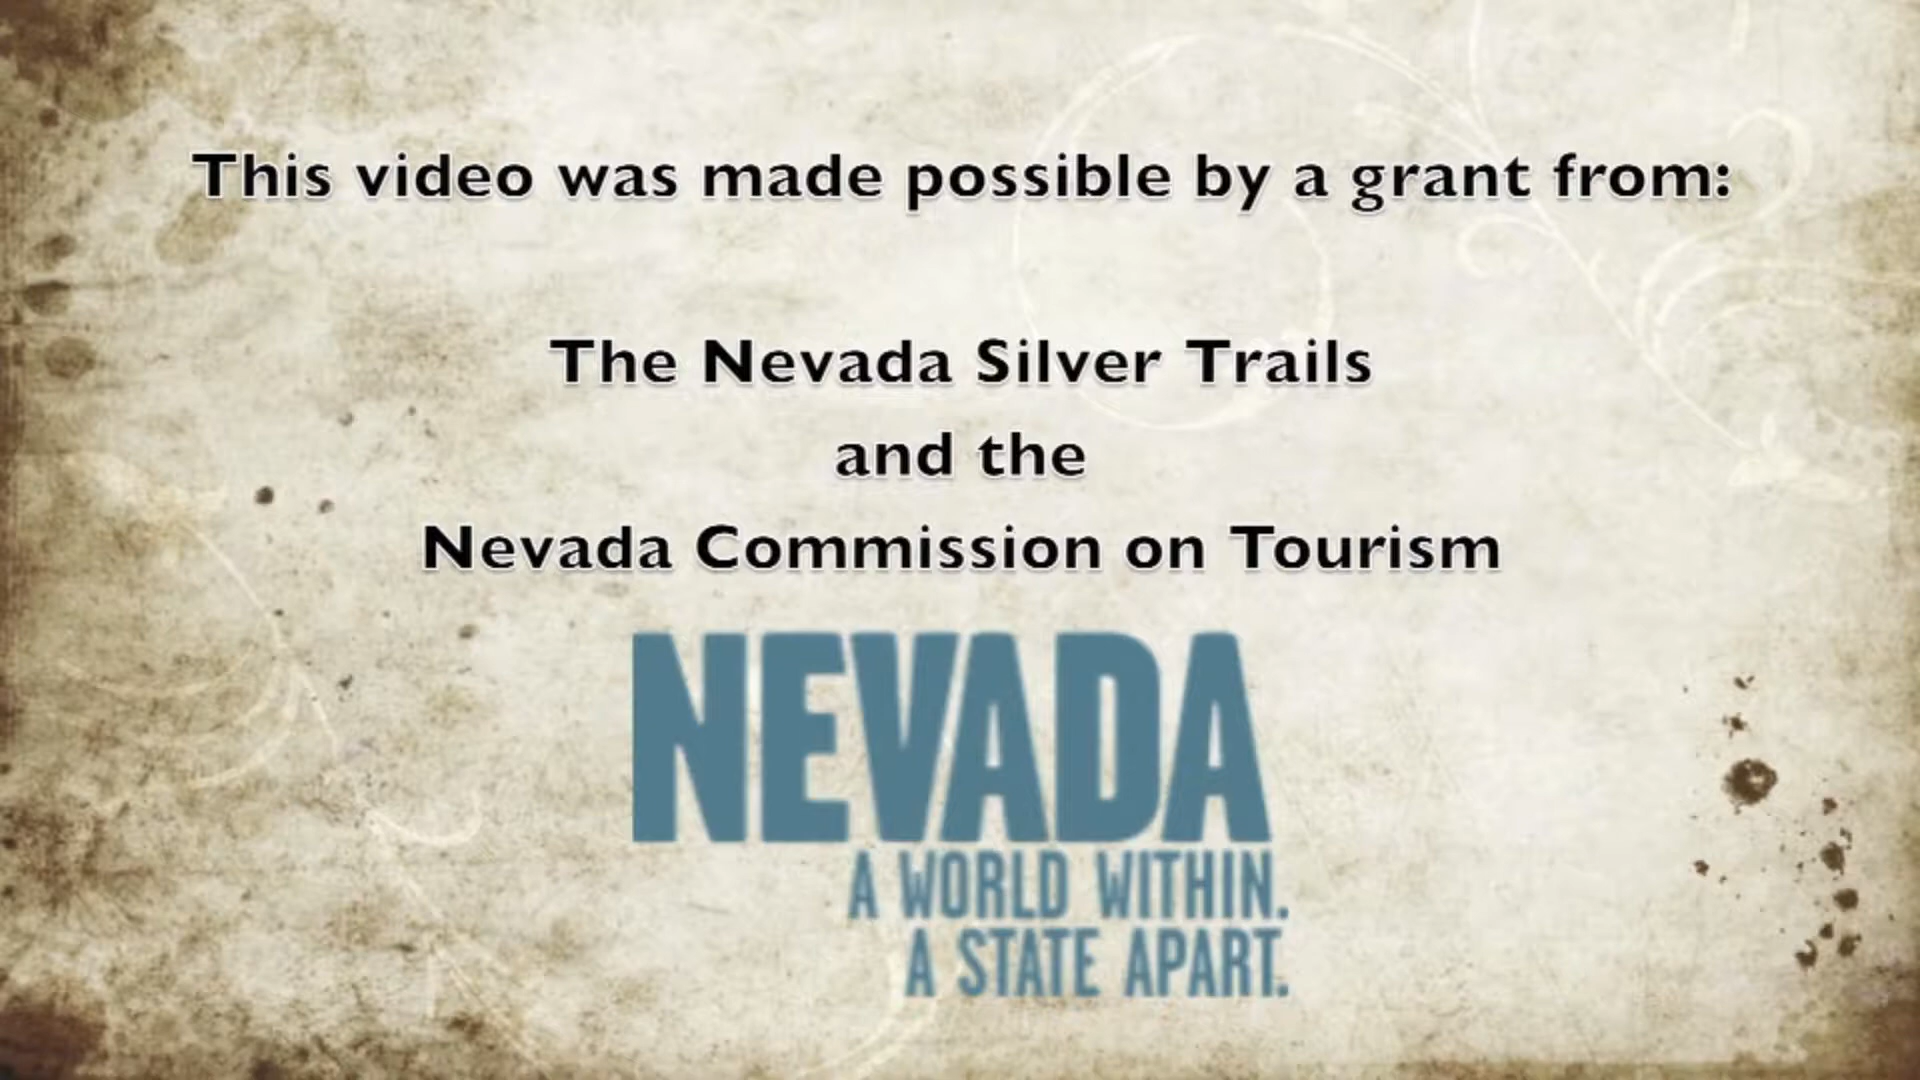 This video was made possible by a grant from:
The Nevada Silver Trails
and the
Nevada Commission on Tourism
NEVADA
A WORLD WITHIN.
A STATE APART.